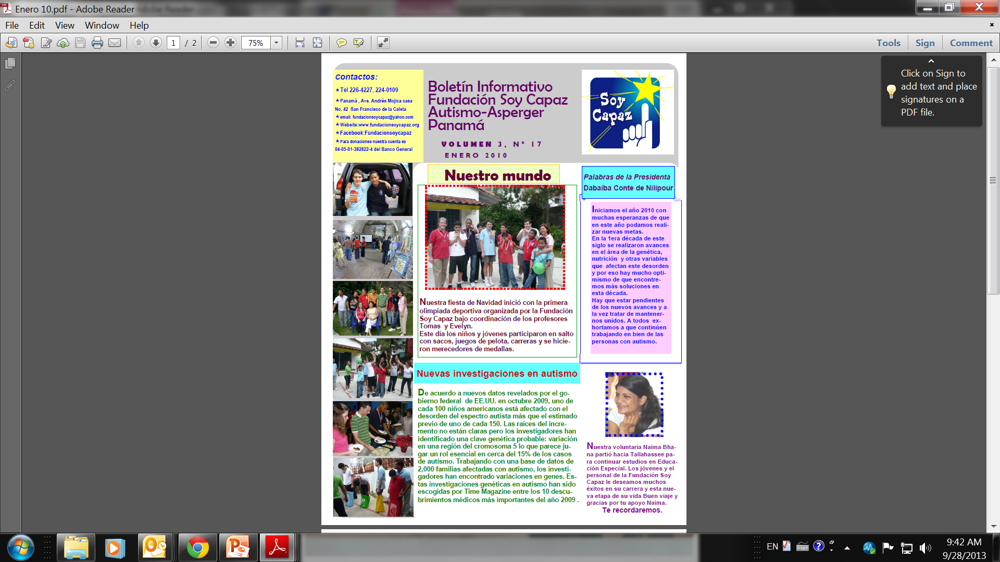 Enero 10.pdf - Adobe Reader
File Edit View Window Help
1 / 2 75% Tools Sign Comment
Click on Sign to
add text and place
signatures on a
PDF file.
Contactos:
Tel 226-4227, 224-0109
Panamá , Ave. Andrés Mojica casa
No. 42 San Francisco de la Caleta
email: fundacionsoycapaz@yahoo.com
Website:www.fundacionsoycapaz.org
Facebook:Fundacionsoycapaz
Para donaciones nuestra cuenta es
04-05-01-382822-4 del Banco General
Boletín Informativo
Fundación Soy Capaz
Autismo-Asperger
Panamá
VOLUMEN 3, Nª 17
ENERO 2010
Soy
Capaz
Nuestro mundo
Nuestra fiesta de Navidad inició con la primera
olimpiada deportiva organizada por la Fundación
Soy Capaz bajo coordinación de los profesores
Tomas y Evelyn.
Este día los niños y jóvenes participaron en salto
con sacos, juegos de pelota, carreras y se hicie-
ron merecedores de medallas.
Palabras de la Presidenta
Dabaiba Conte de Nilipour
Iniciamos el año 2010 con
muchas esperanzas de que
en este año podamos reali-
zar nuevas metas.
En la 1era década de este
siglo se realizaron avances
en el área de la genética,
nutrición y otras variables
que afectan este desorden
y por eso hay mucho opti-
mismo de que encontre-
mos más soluciones en
esta década.
Hay que estar pendientes
de los nuevos avances y a
la vez tratar de mantener-
nos unidos. A todos ex-
hortamos a que continúen
trabajando en bien de las
personas con autismo.
Nuevas investigaciones en autismo
De acuerdo a nuevos datos revelados por el go-
bierno federal de EE.UU. en octubre 2009, uno de
cada 100 niños americanos está afectado con el
desorden del espectro autista más que el estimado
previo de uno de cada 150. Las raíces del incre-
mento no están claras pero los investigadores han
identificado una clave genética probable: variación
en una región del cromosoma 5 lo que parece ju-
gar un rol esencial en cerca del 15% de los casos
de autismo. Trabajando con una base de datos de
2,000 familias afectadas con autismo, los investi-
gadores han encontrado variaciones en genes. Es-
tas investigaciones genéticas en autismo han sido
escogidas por Time Magazine entre los 10 descu-
brimientos médicos más importantes del año 2009 .
Nuestra voluntaria Naima Bha-
na partió hacia Tallahassee pa-
ra continuar estudios en Educa-
ción Especial. Los jóvenes y el
personal de la Fundación Soy
Capaz le deseamos muchos
éxitos en su carrera y esta nue-
va etapa de su vida Buen viaje y
gracias por tu apoyo Naima.
Te recordaremos.
EN
9:42 AM
9/28/2013